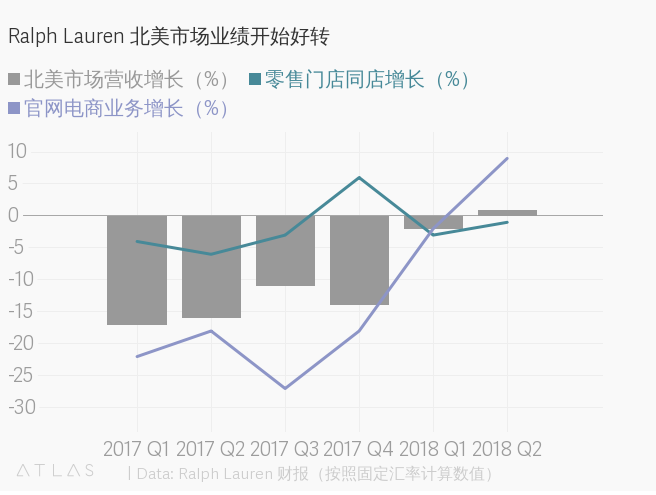 Ralph Lauren 北美市场业绩开始好转
北美市场营收增长（%） 零售门店同店增长（%）
官网电商业务增长（%）
10
5
0
-5
-10
-15
-20
-25
-30
2017 Q1 2017 Q2 2017 Q3 2017 Q4 2018 Q1 2018 Q2
ATLAS | Data: Ralph Lauren 财报（按照固定汇率计算数值）